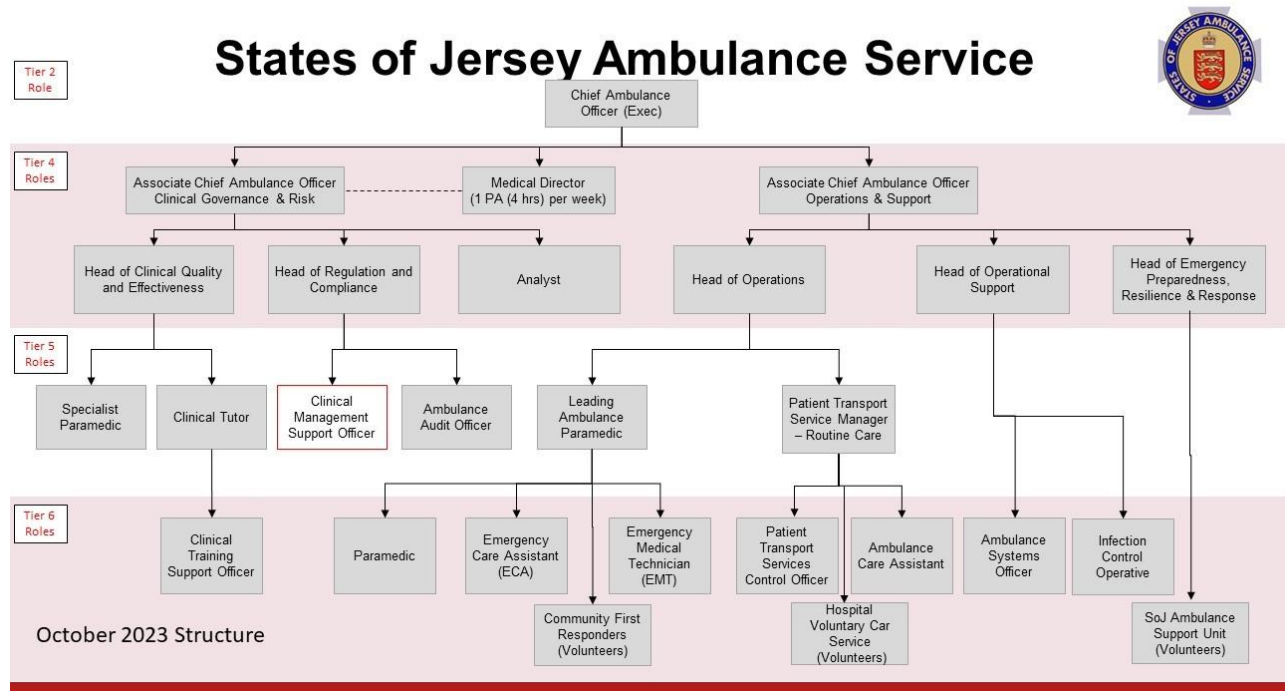 States of Jersey Ambulance Service
STATES OF JERSEY AMBULANCE SERVICE
Tier 2
Role
Chief Ambulance
Officer (Exec)
Tier 4
Roles
Associate Chief Ambulance Officer
Clinical Governance & Risk
Medical Director
(1 PA (4 hrs) per week)
Associate Chief Ambulance Officer
Operations & Support
Head of Clinical Quality
and Effectiveness
Head of Regulation and
Compliance
Analyst
Head of Operations
Head of Operational
Support
Head of Emergency
Preparedness,
Resilience & Response
Tier 5
Roles
Specialist
Paramedic
Clinical Tutor
Clinical
Management
Support Officer
Ambulance
Audit Officer
Leading
Ambulance
Paramedic
Patient Transport
Service Manager
– Routine Care
Tier 6
Roles
Clinical
Training
Support Officer
Paramedic
Emergency
Care Assistant
(ECA)
Emergency
Medical
Technician
(EMT)
Patient
Transport
Services
Control Officer
Ambulance
Care Assistant
Ambulance
Systems
Officer
Infection
Control
Operative
Community First
Responders
(Volunteers)
Hospital
Voluntary Car
Service
(Volunteers)
SoJ Ambulance
Support Unit
(Volunteers)
October 2023 Structure